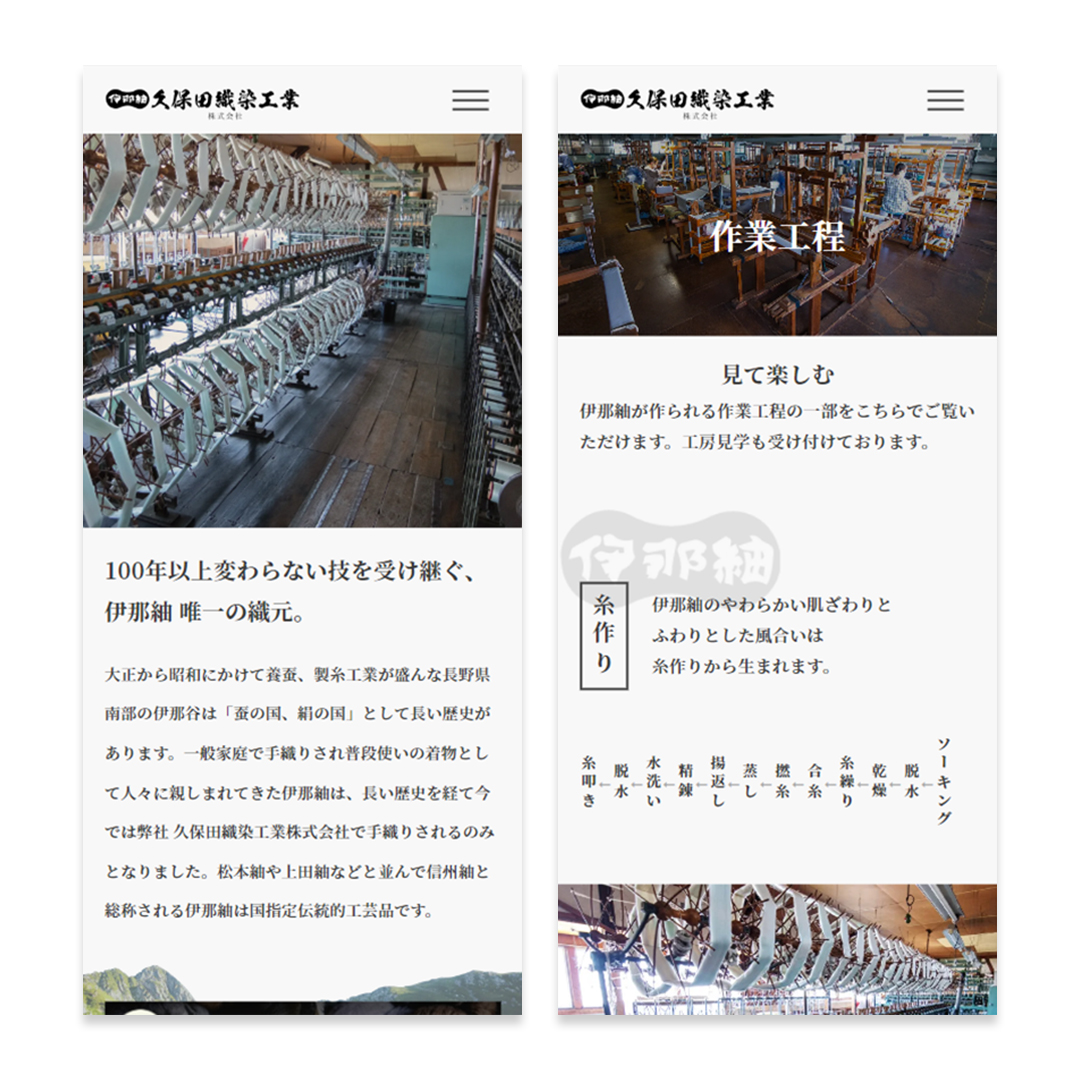 伊那紬 久保田織染工業
株式会社
100年以上変わらない技を受け継ぐ、
伊那紬 唯一の織元。
大正から昭和にかけて養蚕、製糸工業が盛んな長野県
南部の伊那谷は「蚕の国、絹の国」として長い歴史が
あります。一般家庭で手織りされ普段使いの着物とし
て人々に親しまれてきた伊那紬は、長い歴史を経て今
では弊社 久保田織染工業株式会社で手織りされるのみ
となりました。松本紬や上田紬などと並んで信州紬と
総称される伊那紬は国指定伝統的工芸品です。
伊那紬 久保田織染工業
株式会社
作業工程
見て楽しむ
伊那紬が作られる作業工程の一部をこちらでご覧い
ただけます。工房見学も受け付けております。
伊那紬
糸作り
伊那紬のやわらかい肌ざわりと
ふわりとした風合いは
糸作りから生まれます。
ソーキング
←
脱水
←
乾燥
←
糸繰り
←
合糸
←
撚糸
←
蒸し
←
揚返し
←
精錬
←
水洗い
←
脱水
←
糸叩き